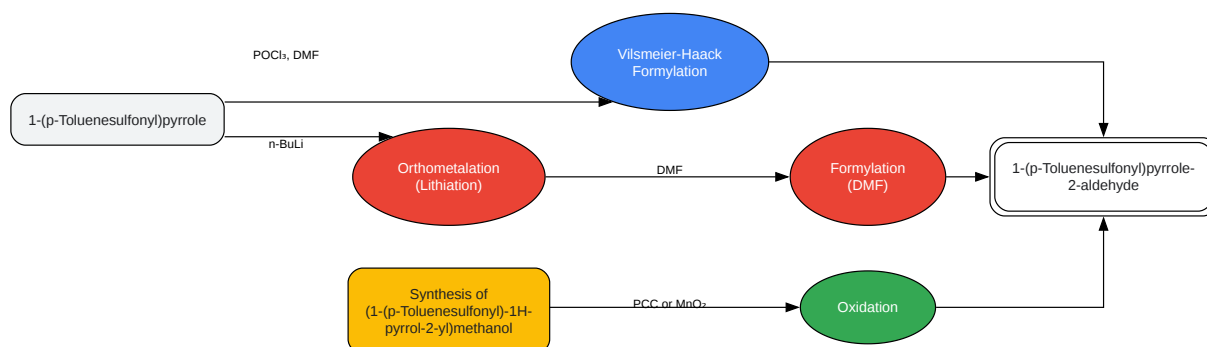 POCl₃, DMF
Vilsmeier-Haack
Formylation
1-(p-Toluenesulfonyl)pyrrole
n-BuLi
Orthometalation
(Lithiation)
DMF
Formylation
(DMF)
1-(p-Toluenesulfonyl)pyrrole-
2-aldehyde
Synthesis of
(1-(p-Toluenesulfonyl)-1H-
pyrrol-2-yl)methanol
PCC or MnO₂
Oxidation